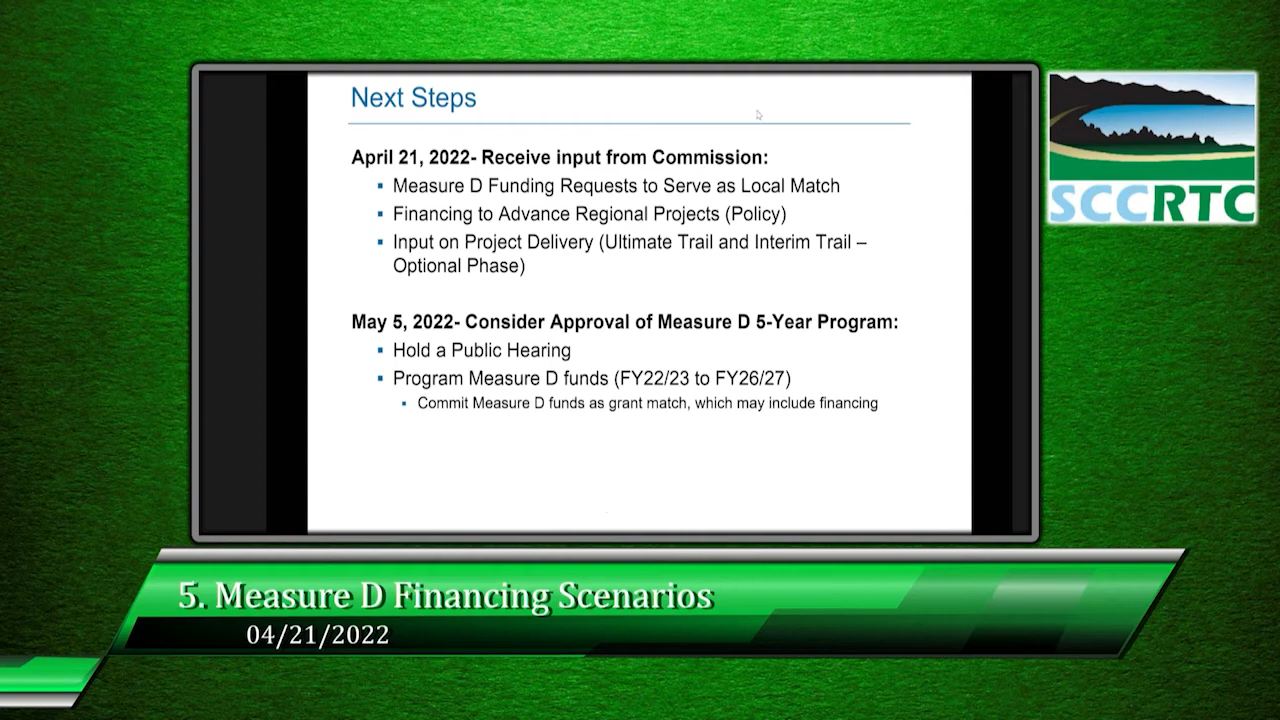 Next Steps
April 21, 2022- Receive input from Commission:
▪ Measure D Funding Requests to Serve as Local Match
▪ Financing to Advance Regional Projects (Policy)
▪ Input on Project Delivery (Ultimate Trail and Interim Trail –
Optional Phase)
May 5, 2022- Consider Approval of Measure D 5-Year Program:
▪ Hold a Public Hearing
▪ Program Measure D funds (FY22/23 to FY26/27)
▪ Commit Measure D funds as grant match, which may include financing
SCCRTC
5. Measure D Financing Scenarios
04/21/2022